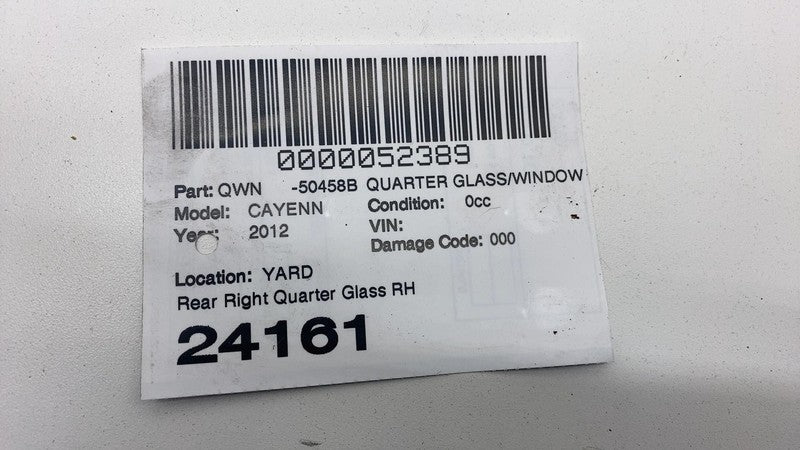 0000052389
Part: QWN -50458B QUARTER GLASS/WINDOW
Model: CAYENN Condition: 0cc
Year: 2012 VIN:
Damage Code: 000
Location: YARD
Rear Right Quarter Glass RH
24161